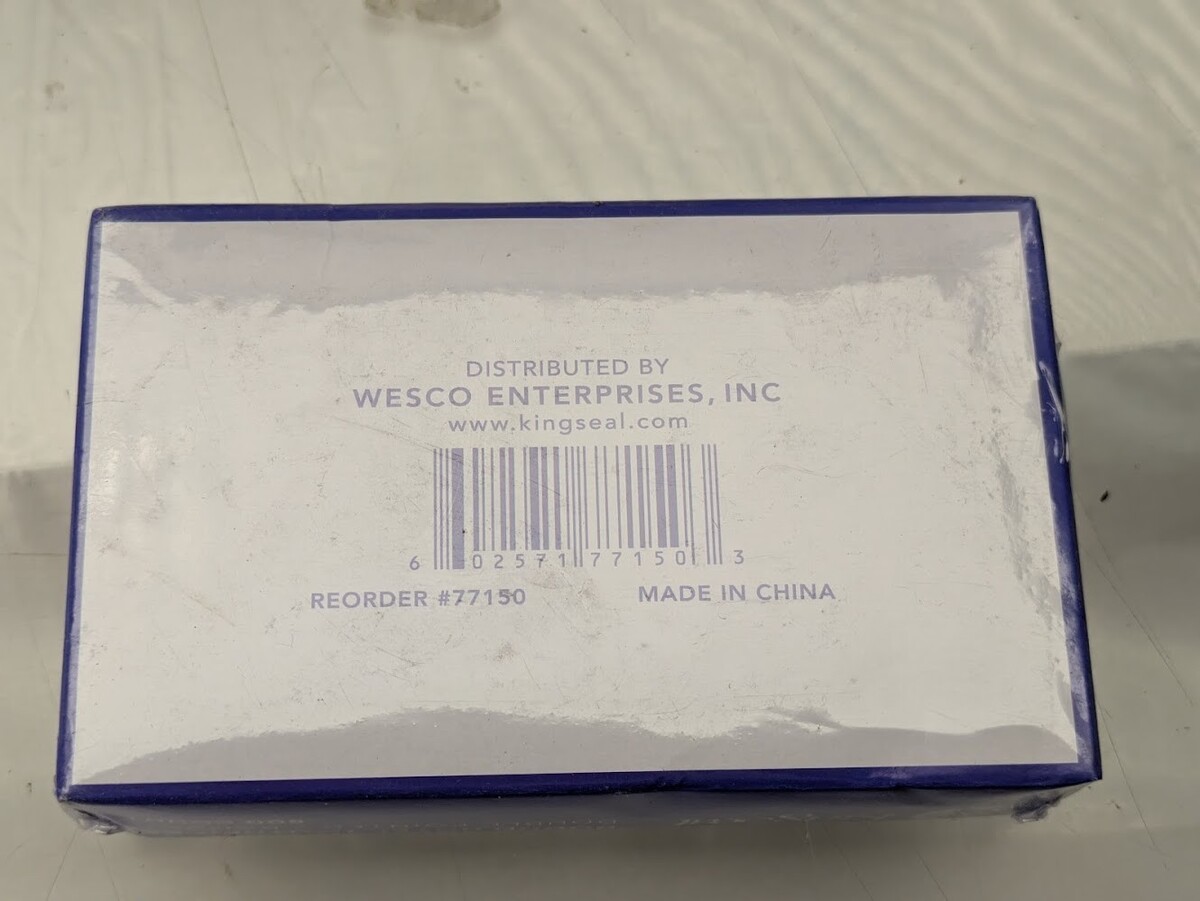 DISTRIBUTED BY
WESCO ENTERPRISES, INC
www.kingseal.com
6 02571 77150 3
REORDER #77150 MADE IN CHINA